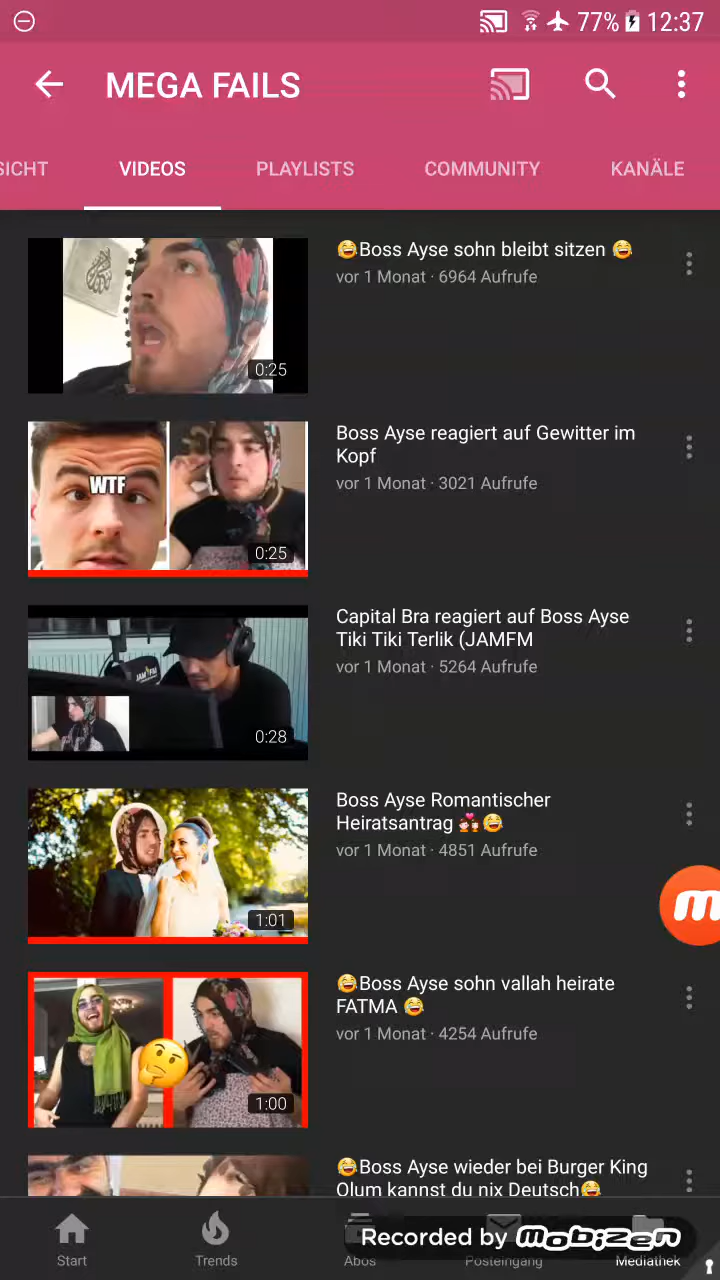 77% 12:37
MEGA FAILS
SICHT VIDEOS PLAYLISTS COMMUNITY KANÄLE
😂Boss Ayse sohn bleibt sitzen 😂
vor 1 Monat · 6964 Aufrufe
0:25
Boss Ayse reagiert auf Gewitter im
Kopf
vor 1 Monat · 3021 Aufrufe
WTF
0:25
Capital Bra reagiert auf Boss Ayse
Tiki Tiki Terlik (JAMFM
vor 1 Monat · 5264 Aufrufe
JAM FM
0:28
Boss Ayse Romantischer
Heiratsantrag 💑😂
vor 1 Monat · 4851 Aufrufe
1:01
😂Boss Ayse sohn vallah heirate
FATMA 😂
vor 1 Monat · 4254 Aufrufe
1:00
😂Boss Ayse wieder bei Burger King
Olum kannst du nix Deutsch😂
Recorded by mobizen
Start Trends Abos Posteingang Mediathek